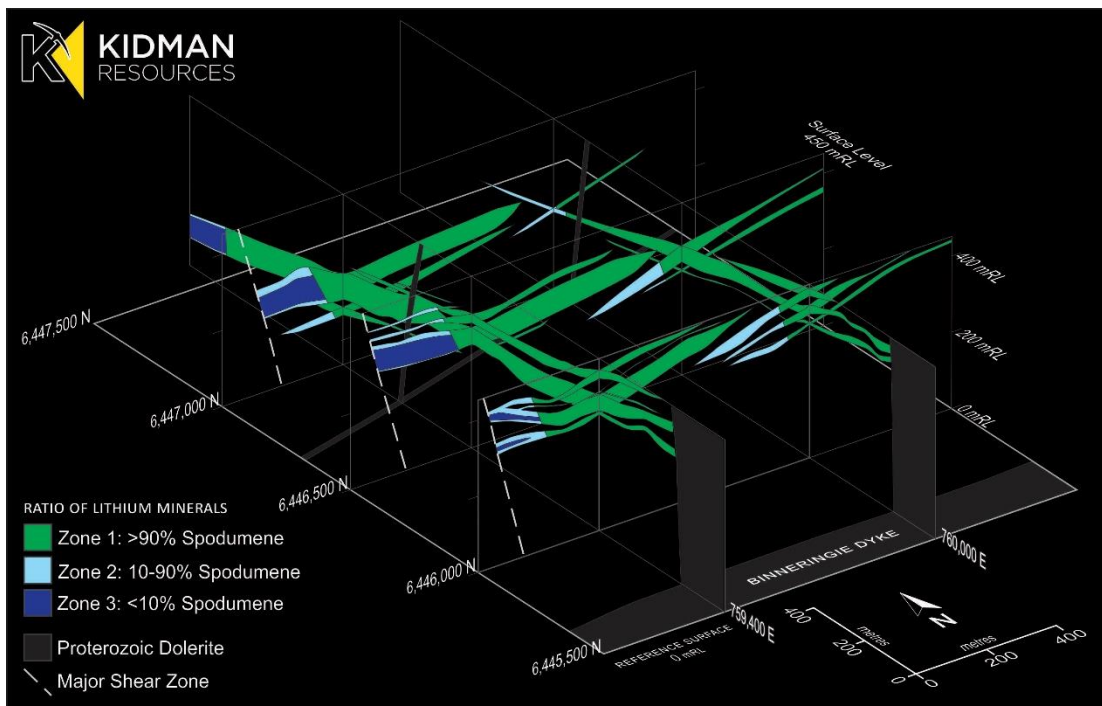 KIDMAN
RESOURCES
Surface Level
450 mRL
400 mRL
200 mRL
0 mRL
6,447,500 N
6,447,000 N
6,446,500 N
6,446,000 N
6,445,500 N
RATIO OF LITHIUM MINERALS
Zone 1: >90% Spodumene
Zone 2: 10-90% Spodumene
Zone 3: <10% Spodumene
Proterozoic Dolerite
Major Shear Zone
REFERENCE SURFACE
0 mRL
759,400 E
BINNERINGIE DYKE
760,000 E
N
400
200
0
metres
0
200
400
metres